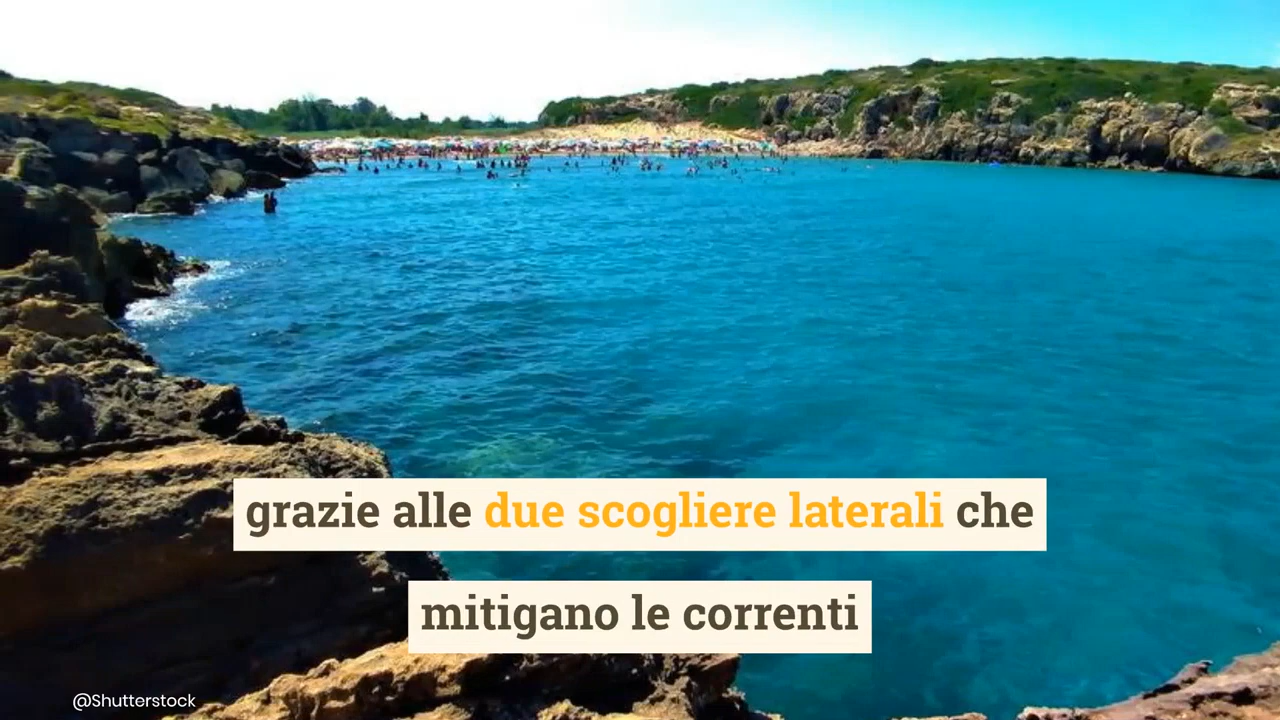 grazie alle due scogliere laterali che
mitigano le correnti
@Shutterstock